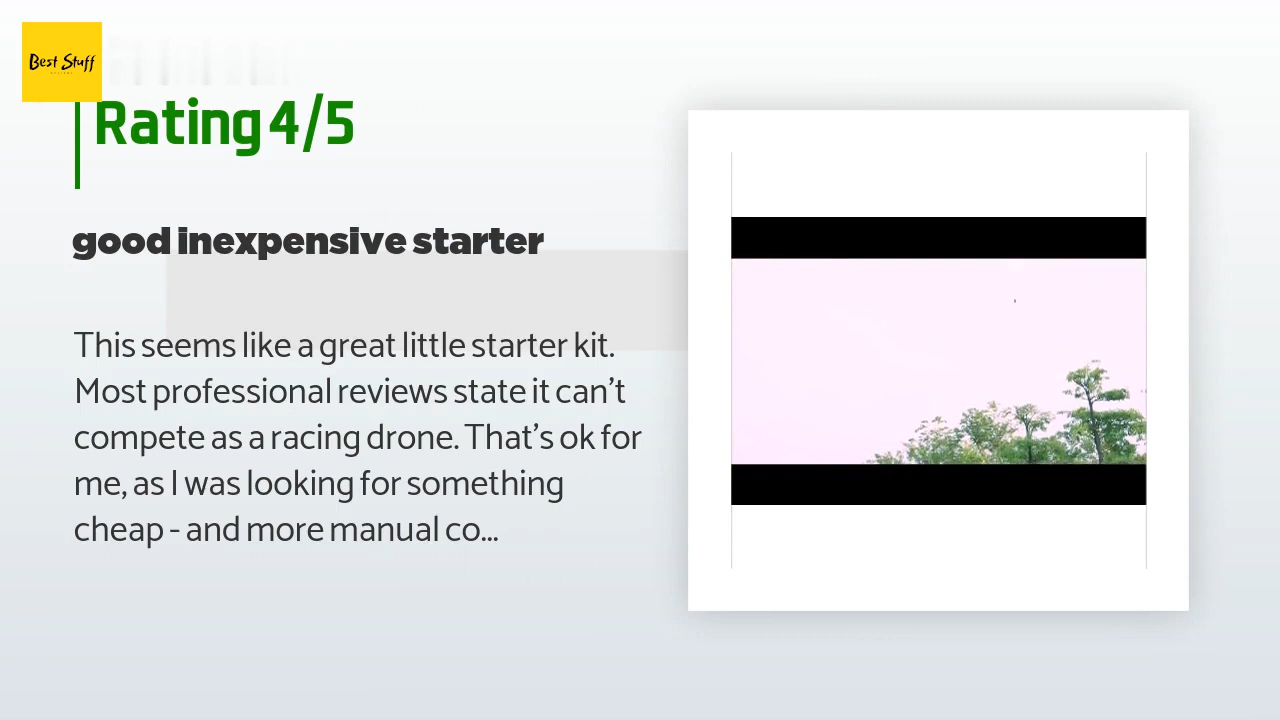 Best Stuff
Rating 4/5
good inexpensive starter
This seems like a great little starter kit.
Most professional reviews state it can't
compete as a racing drone. That's ok for
me, as I was looking for something
cheap - and more manual co...